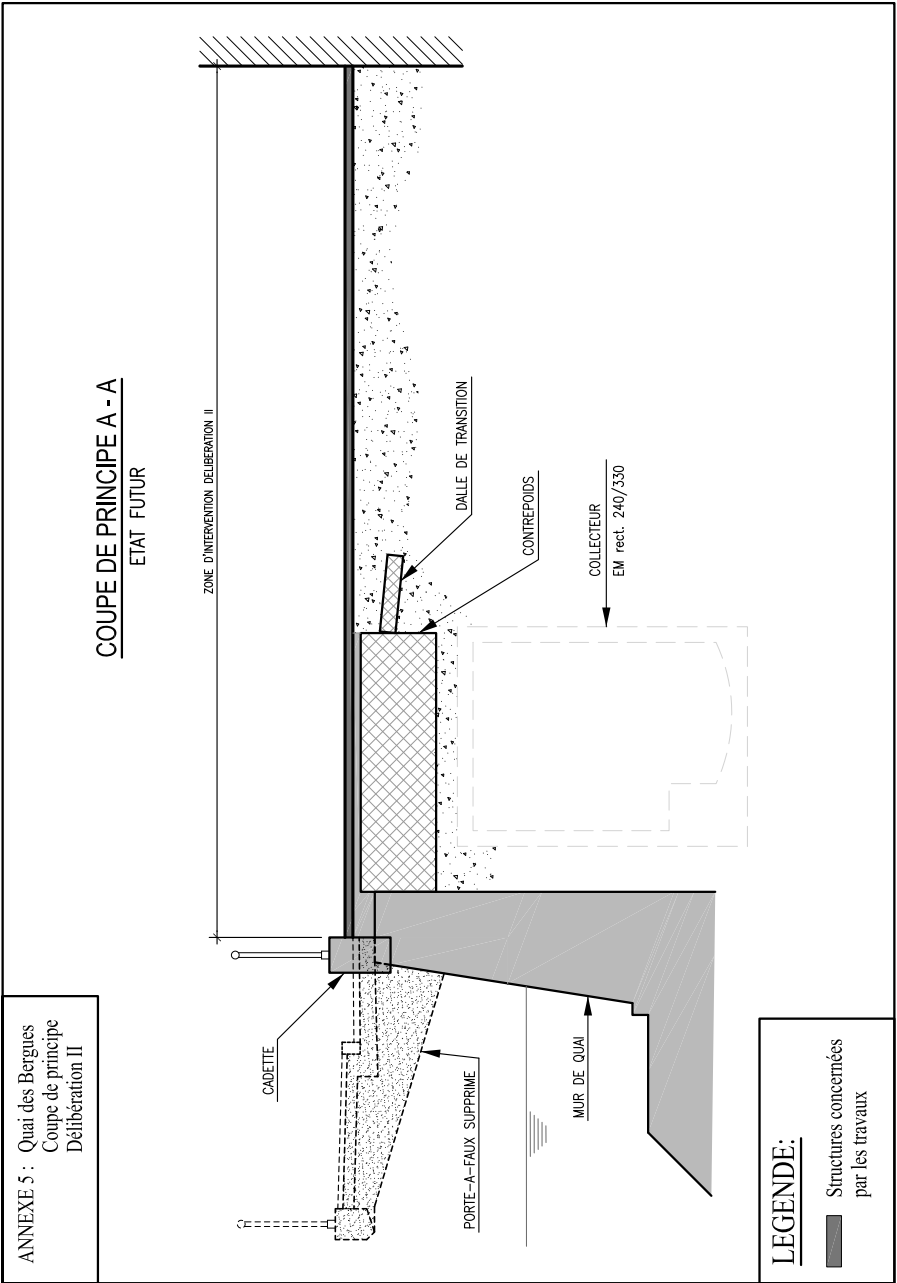 ANNEXE 5 : Quai des Bergues
Coupe de principe
Délibération II
COUPE DE PRINCIPE A - A
ETAT FUTUR
ZONE D'INTERVENTION DELIBERATION II
CADETTE
DALLE DE TRANSITION
CONTREPOIDS
PORTE-A-FAUX SUPPRIME
MUR DE QUAI
COLLECTEUR
EM rect. 240/330
LEGENDE:
Structures concernées
par les travaux